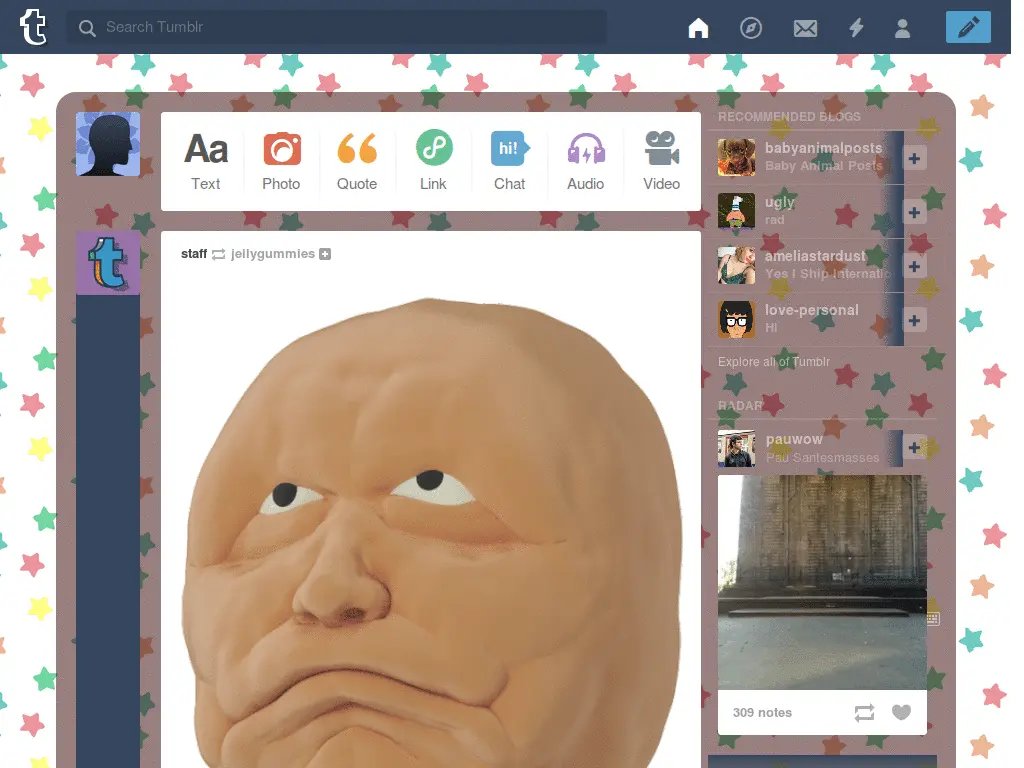 Search Tumblr
Aa
hi!
Text
Photo
Quote
Link
Chat
Audio
Video
staff jellygummies
RECOMMENDED BLOGS
babyanimalposts
Baby Animal Posts
ugly
rad
ameliastardust
Yes I Ship Internatio
love-personal
Hi
Explore all of Tumblr
RADAR
pauwow
Pau Santesmasses
309 notes